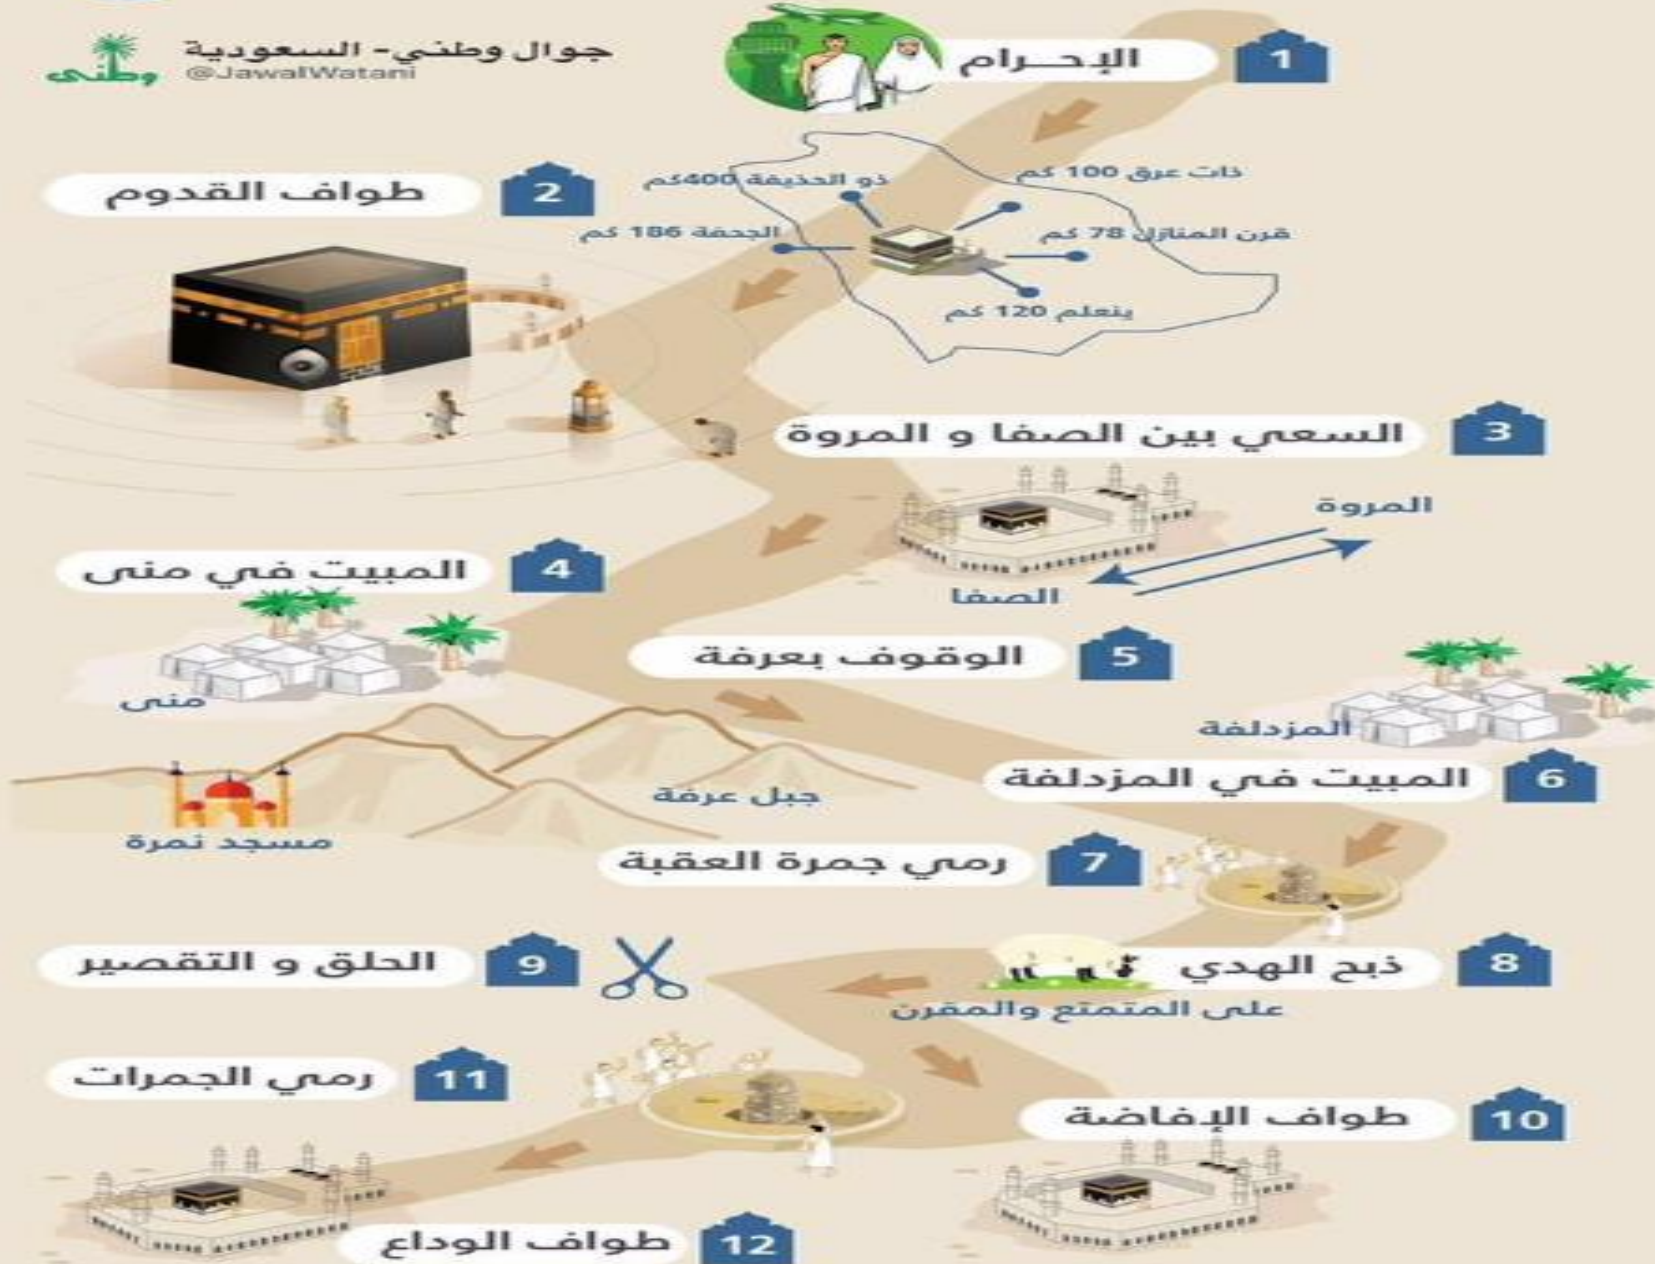 جوال وطني- السعودية
@JawalWatani
وطني
1
الإحــرام
ذات عرق 100 كم
ذو الحذيفة 400كم
قرن المنازل 78 كم
الجحفة 186 كم
ينعلم 120 كم
2
طواف القدوم
3
السعي بين الصفا و المروة
المروة
الصفا
4
المبيت في منى
منى
5
الوقوف بعرفة
جبل عرفة
مسجد نمرة
المزدلفة
6
المبيت في المزدلفة
7
رمي جمرة العقبة
8
ذبح الهدي
على المتمتع والمقرن
9
الحلق و التقصير
10
طواف الإفاضة
11
رمي الجمرات
12
طواف الوداع